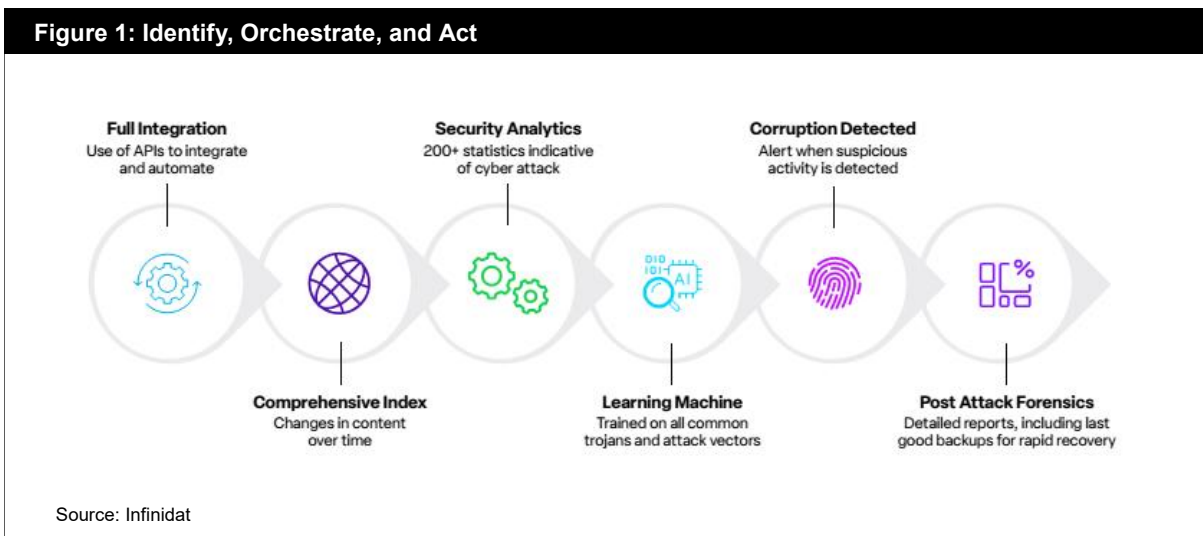 Figure 1: Identify, Orchestrate, and Act
Full Integration
Use of APIs to integrate
and automate
Security Analytics
200+ statistics indicative
of cyber attack
Corruption Detected
Alert when suspicious
activity is detected
010
101
AI
%
Comprehensive Index
Changes in content
over time
Learning Machine
Trained on all common
trojans and attack vectors
Post Attack Forensics
Detailed reports, including last
good backups for rapid recovery
Source: Infinidat